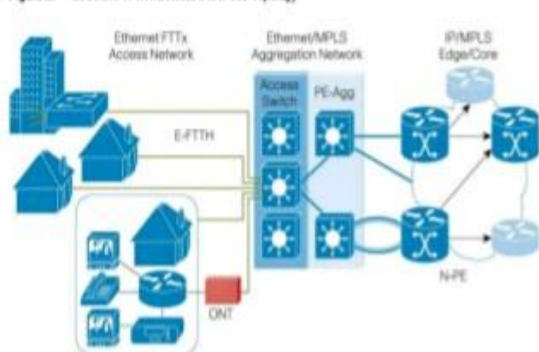 Ethernet FTTx
Access Network
Ethernet/MPLS
Aggregation Network
IP/MPLS
Edge/Core
Access
Switch
PE-Agg
E-FTTH
N-PE
ONT